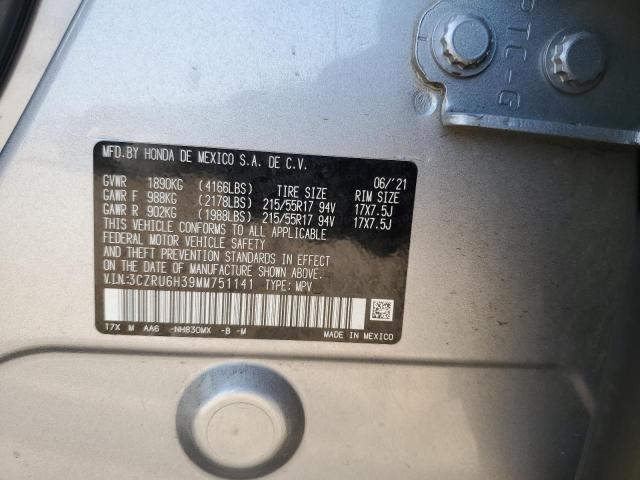 PTC-G
MFD.BY HONDA DE MEXICO S.A. DE C.V.
06/'21
GVWR 1890KG (4166LBS) TIRE SIZE RIM SIZE
GAWR F 988KG (2178LBS) 215/55R17 94V 17X7.5J
GAWR R 902KG (1988LBS) 215/55R17 94V 17X7.5J
THIS VEHICLE CONFORMS TO ALL APPLICABLE
FEDERAL MOTOR VEHICLE SAFETY
AND THEFT PREVENTION STANDARDS IN EFFECT
ON THE DATE OF MANUFACTURE SHOWN ABOVE.
V.I.N.:3CZRU6H39MM751141 TYPE: MPV
T7X M AA6 -NH830MX -B -M
MADE IN MEXICO